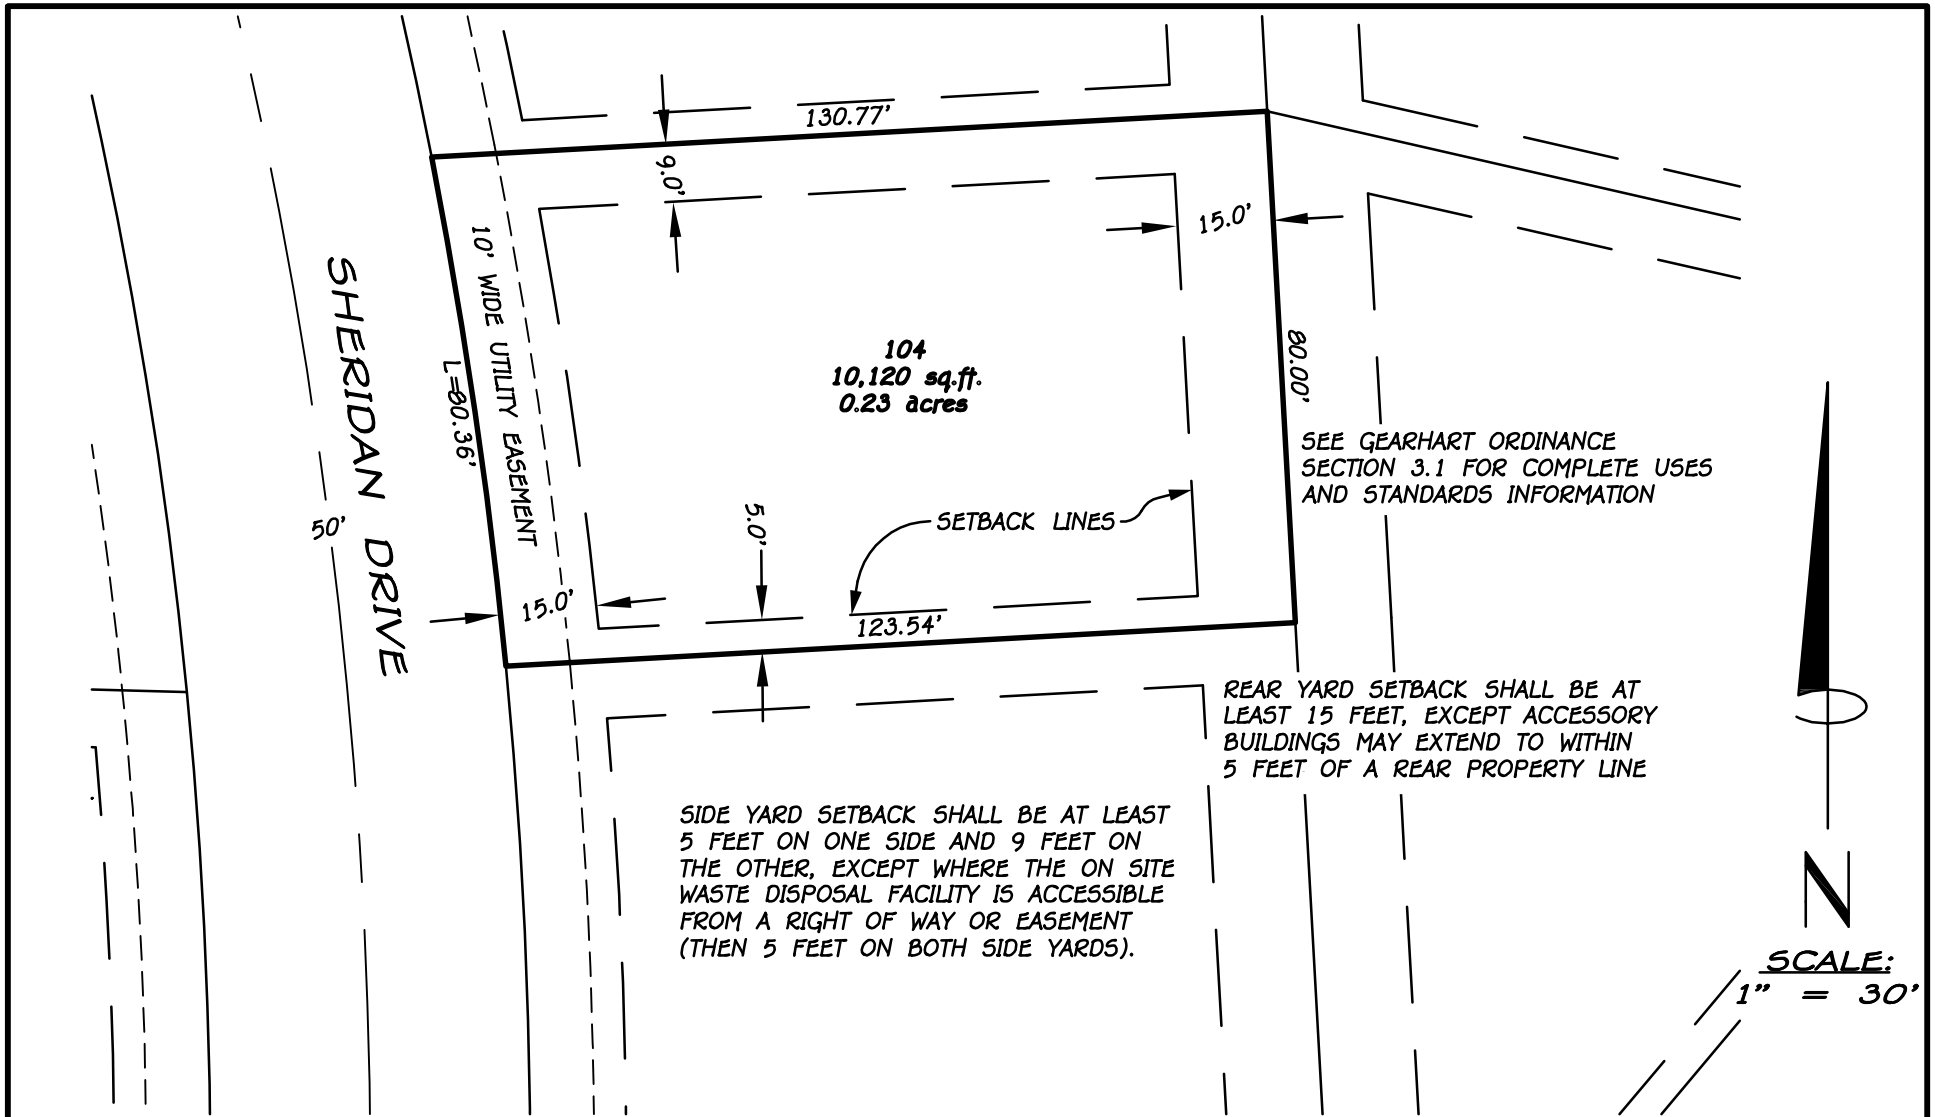 130.77'
9.0'
15.0'
10' WIDE UTILITY EASEMENT
SHERIDAN DRIVE
L=80.36'
104
10,120 sq.ft.
0.23 acres
80.00'
SEE GEARHART ORDINANCE
SECTION 3.1 FOR COMPLETE USES
AND STANDARDS INFORMATION
50'
5.0'
SETBACK LINES
15.0'
123.54'
REAR YARD SETBACK SHALL BE AT
LEAST 15 FEET, EXCEPT ACCESSORY
BUILDINGS MAY EXTEND TO WITHIN
5 FEET OF A REAR PROPERTY LINE
SIDE YARD SETBACK SHALL BE AT LEAST
5 FEET ON ONE SIDE AND 9 FEET ON
THE OTHER, EXCEPT WHERE THE ON SITE
WASTE DISPOSAL FACILITY IS ACCESSIBLE
FROM A RIGHT OF WAY OR EASEMENT
(THEN 5 FEET ON BOTH SIDE YARDS).
N
SCALE:
1" = 30'